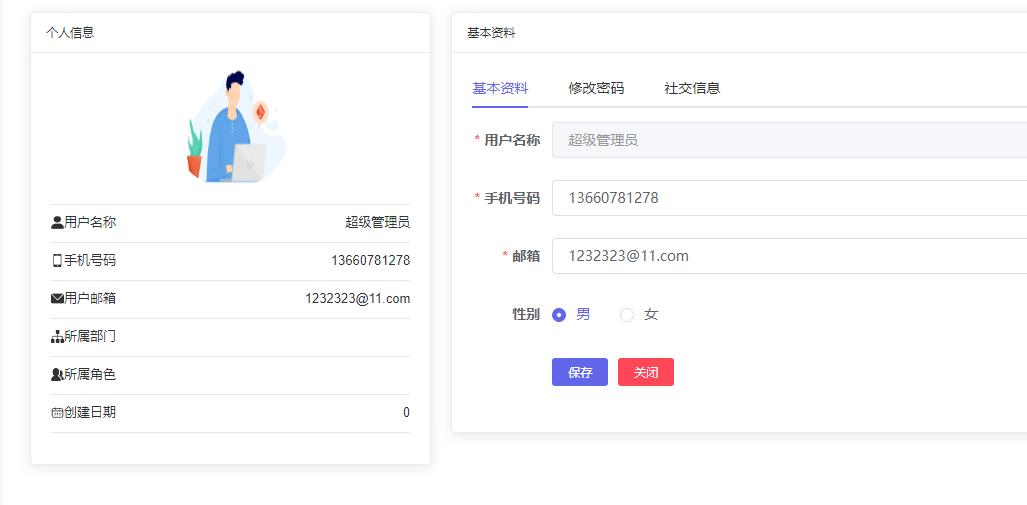 个人信息
用户名称 超级管理员
手机号码 13660781278
用户邮箱 1232323@11.com
所属部门
所属角色
创建日期 0
基本资料
基本资料 修改密码 社交信息
* 用户名称 超级管理员
* 手机号码 13660781278
* 邮箱 1232323@11.com
性别 男 女
保存 关闭